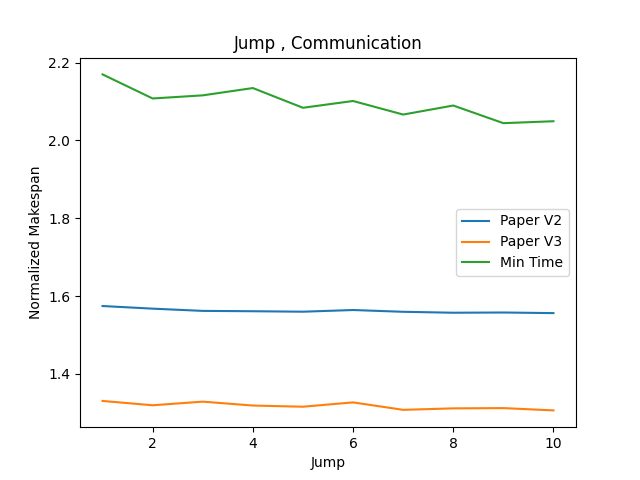 Jump , Communication
2.2
2.0
1.8
1.6
1.4
Normalized Makespan
Paper V2
Paper V3
Min Time
2 4 6 8 10
Jump